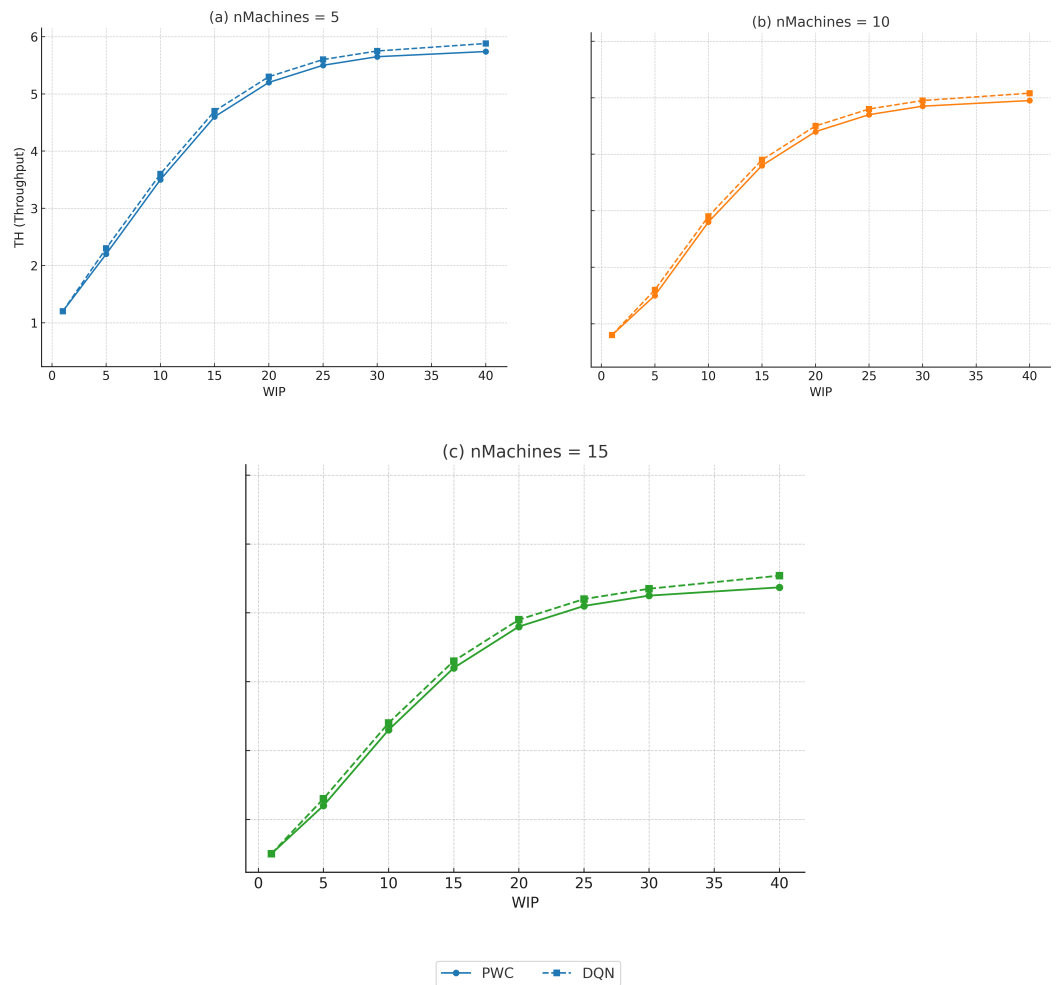 (a) nMachines = 5
6
5
4
3
2
1
TH (Throughput)
0 5 10 15 20 25 30 35 40
WIP
(b) nMachines = 10
0 5 10 15 20 25 30 35 40
WIP
(c) nMachines = 15
0 5 10 15 20 25 30 35 40
WIP
PWC DQN